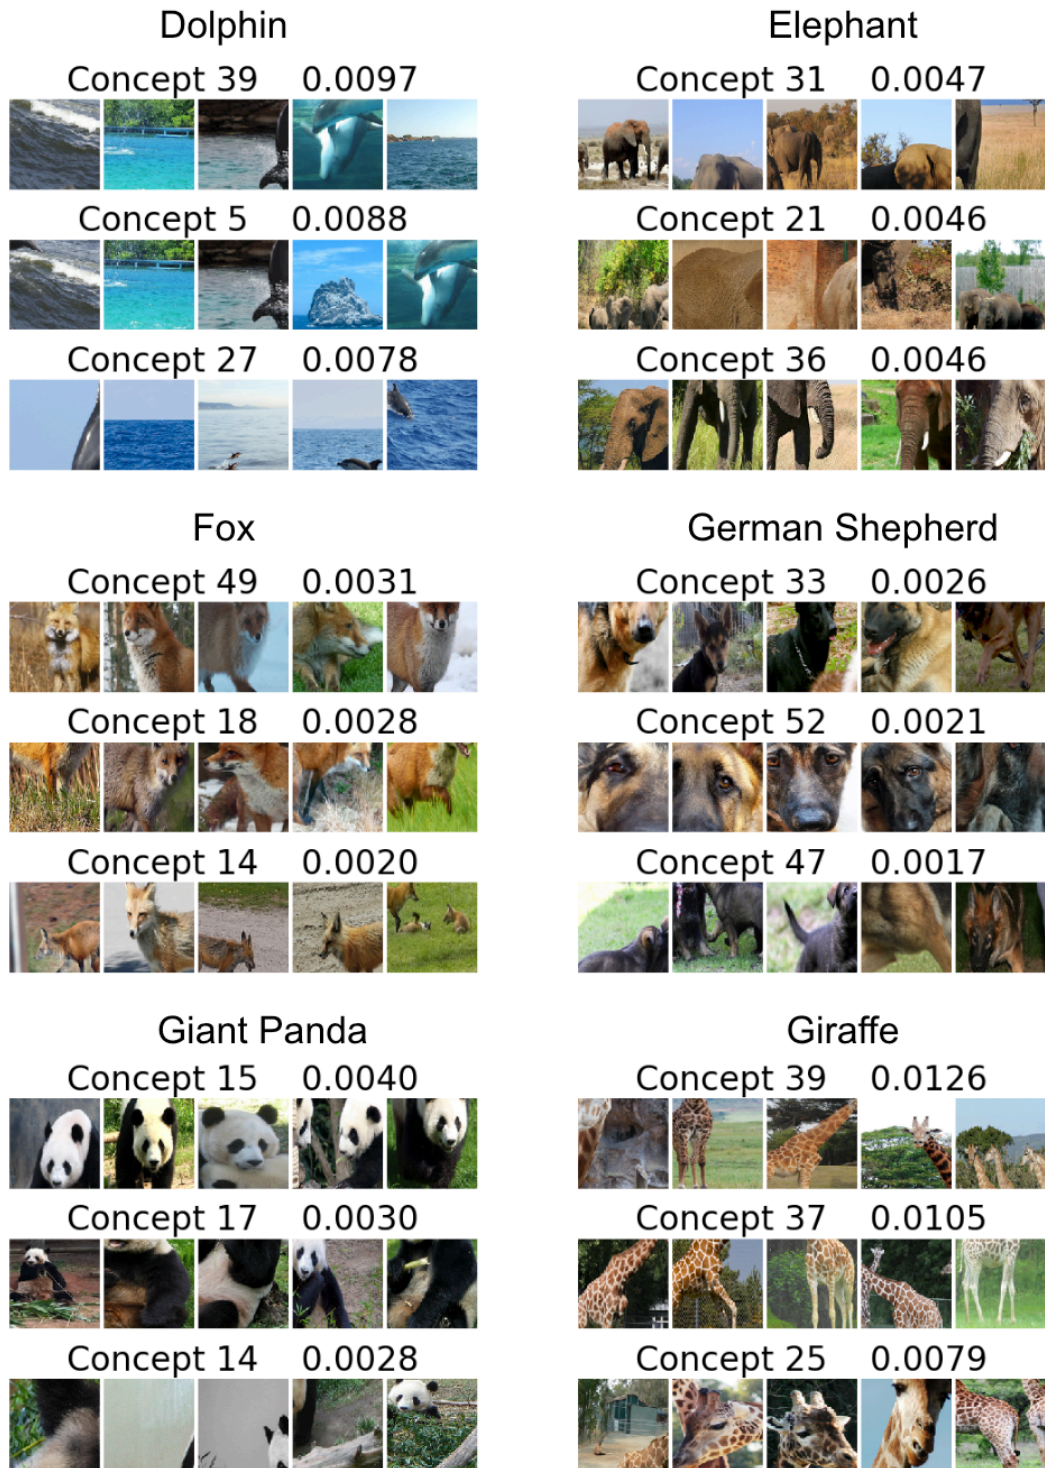 Dolphin
Concept 39 0.0097
Concept 5 0.0088
Concept 27 0.0078
Elephant
Concept 31 0.0047
Concept 21 0.0046
Concept 36 0.0046
Fox
Concept 49 0.0031
Concept 18 0.0028
Concept 14 0.0020
German Shepherd
Concept 33 0.0026
Concept 52 0.0021
Concept 47 0.0017
Giant Panda
Concept 15 0.0040
Concept 17 0.0030
Concept 14 0.0028
Giraffe
Concept 39 0.0126
Concept 37 0.0105
Concept 25 0.0079